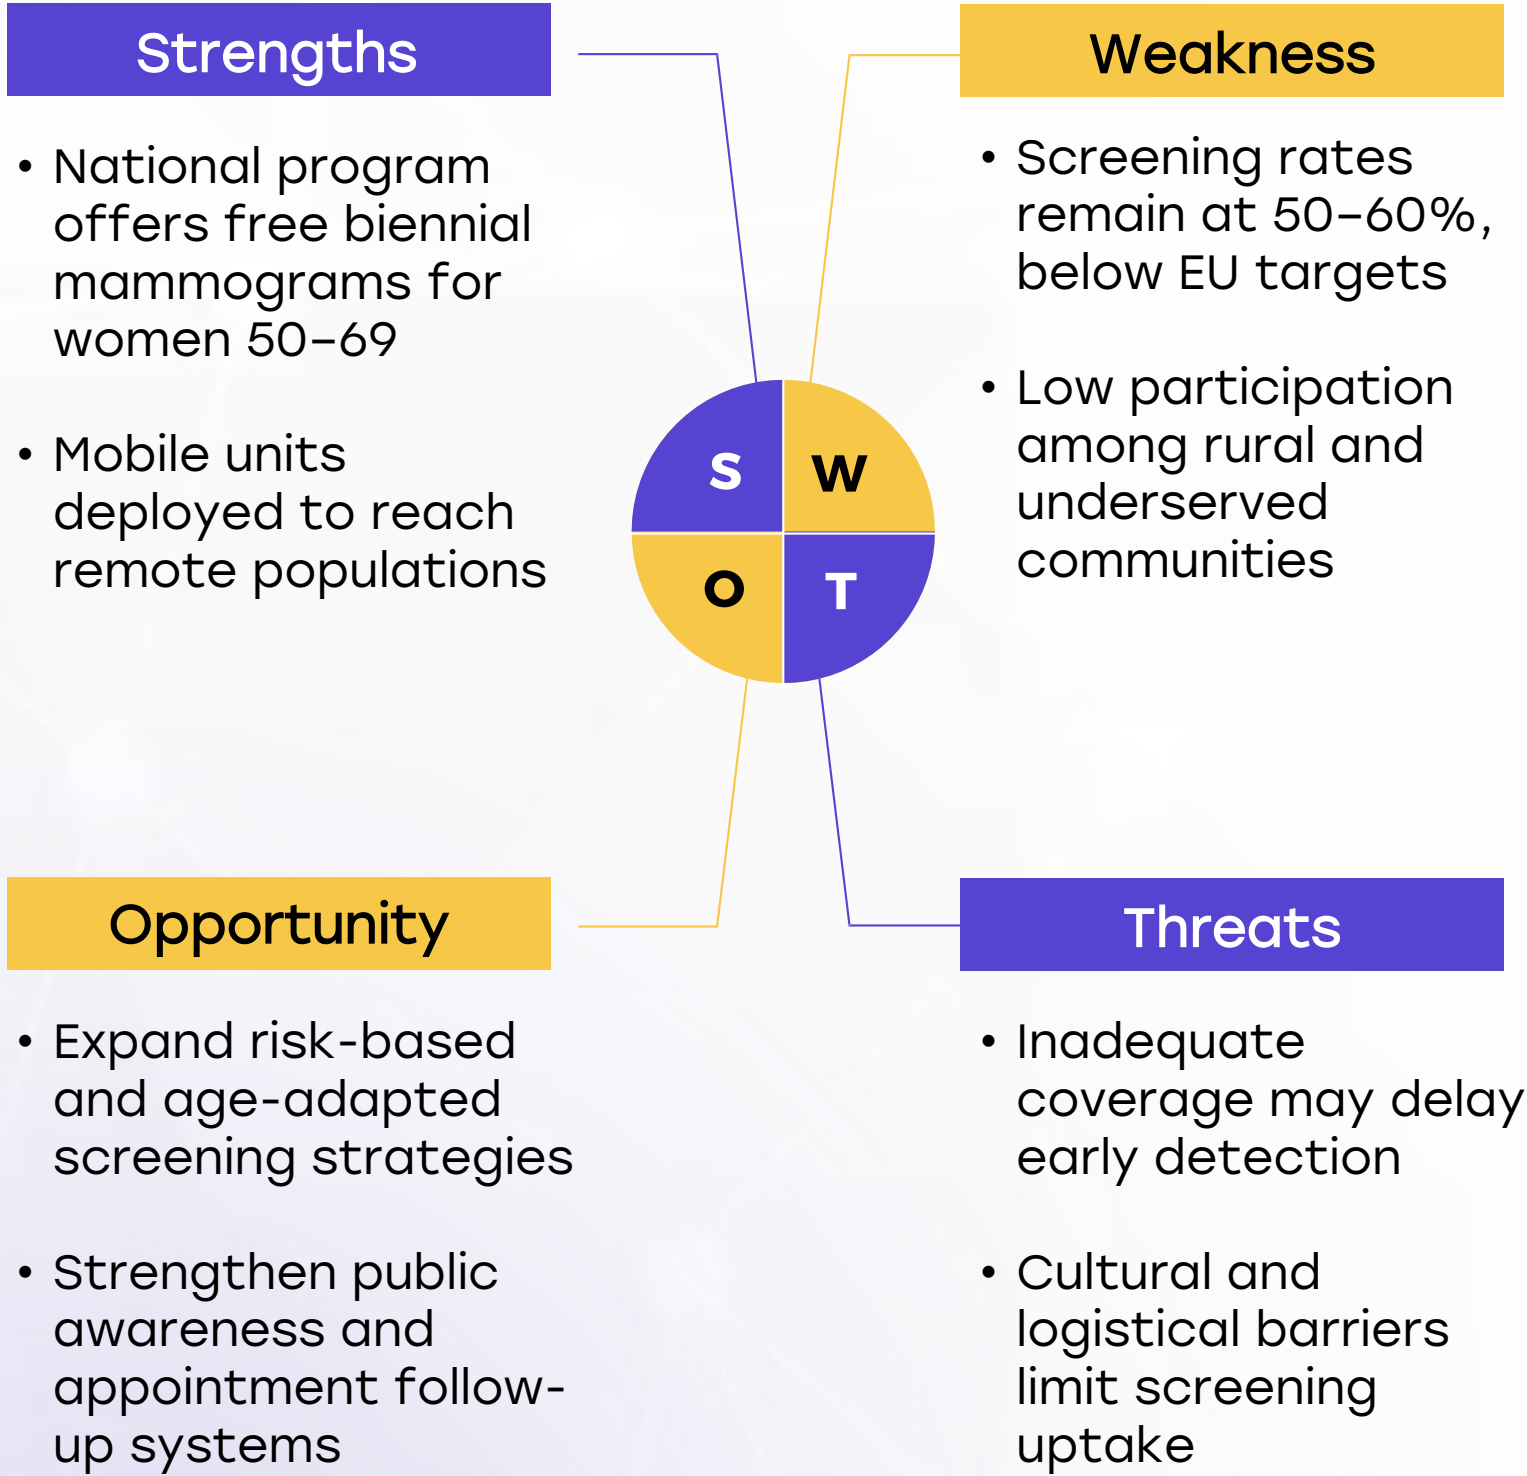 Strengths
• National program
offers free biennial
mammograms for
women 50–69
• Mobile units
deployed to reach
remote populations
Weakness
• Screening rates
remain at 50–60%,
below EU targets
• Low participation
among rural and
underserved
communities
S
W
O
T
Opportunity
• Expand risk-based
and age-adapted
screening strategies
• Strengthen public
awareness and
appointment follow-
up systems
Threats
• Inadequate
coverage may delay
early detection
• Cultural and
logistical barriers
limit screening
uptake